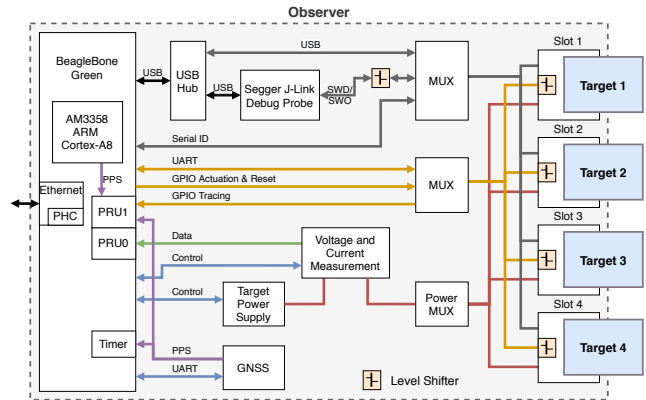 Observer
BeagleBone
Green
AM3358
ARM
Cortex-A8
PPS
Ethernet
PHC
PRU1
PRU0
Timer
USB
USB
Hub
USB
USB
Segger J-Link
Debug Probe
SWD/
SWO
MUX
Serial ID
UART
GPIO Actuation & Reset
GPIO Tracing
MUX
Data
Control
Voltage and
Current
Measurement
Control
Target
Power
Supply
Power
MUX
PPS
UART
GNSS
Level Shifter
Slot 1
Target 1
Slot 2
Target 2
Slot 3
Target 3
Slot 4
Target 4